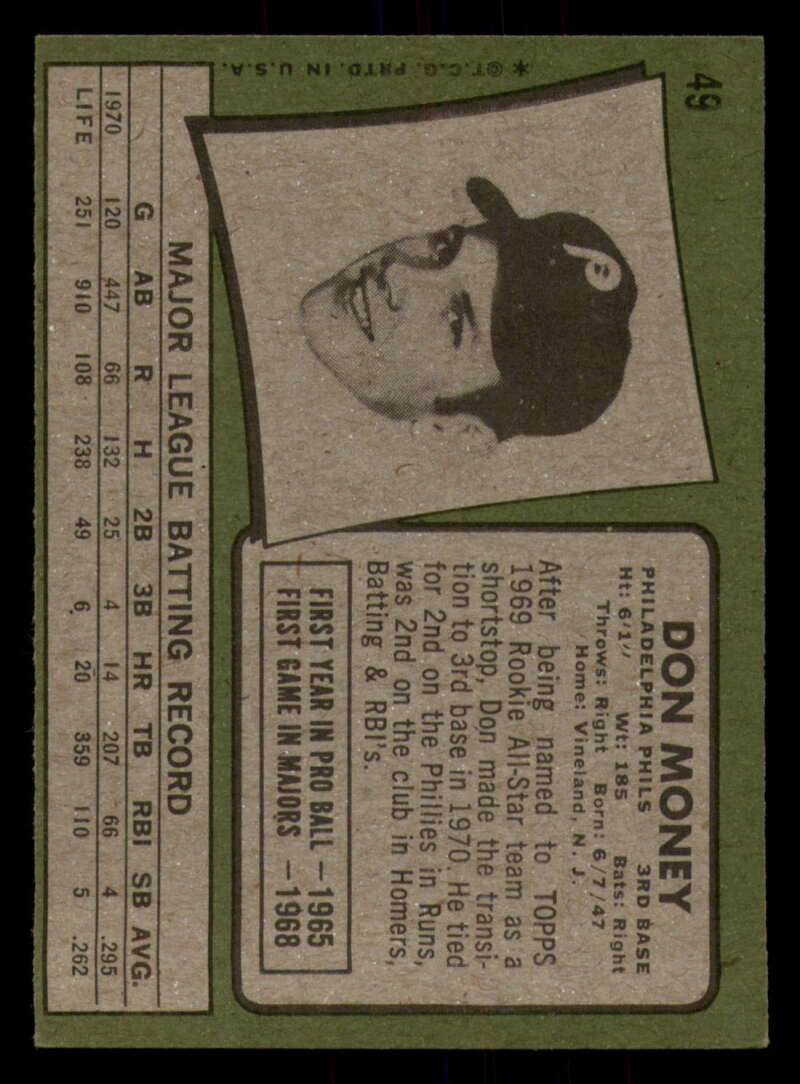 49
DON MONEY
PHILADELPHIA PHILS 3RD BASE
Ht: 6'1" Wt: 185 Bats: Right
Throws: Right Born: 6/7/47
Home: Vineland, N. J.
After being named to TOPPS
1969 Rookie All-Star team as a
shortstop, Don made the transi-
tion to 3rd base in 1970. He tied
for 2nd on the Phillies in Runs,
was 2nd on the club in Homers,
Batting & RBI's.
FIRST YEAR IN PRO BALL —1965
FIRST GAME IN MAJORS —1968
P
*©T.C.G. PRTD. IN U.S.A.
MAJOR LEAGUE BATTING RECORD
G AB R H 2B 3B HR TB RBI SB AVG.
1970 120 447 66 132 25 4 14 207 66 4 .295
LIFE 251 910 108 238 49 6 20 359 110 5 .262